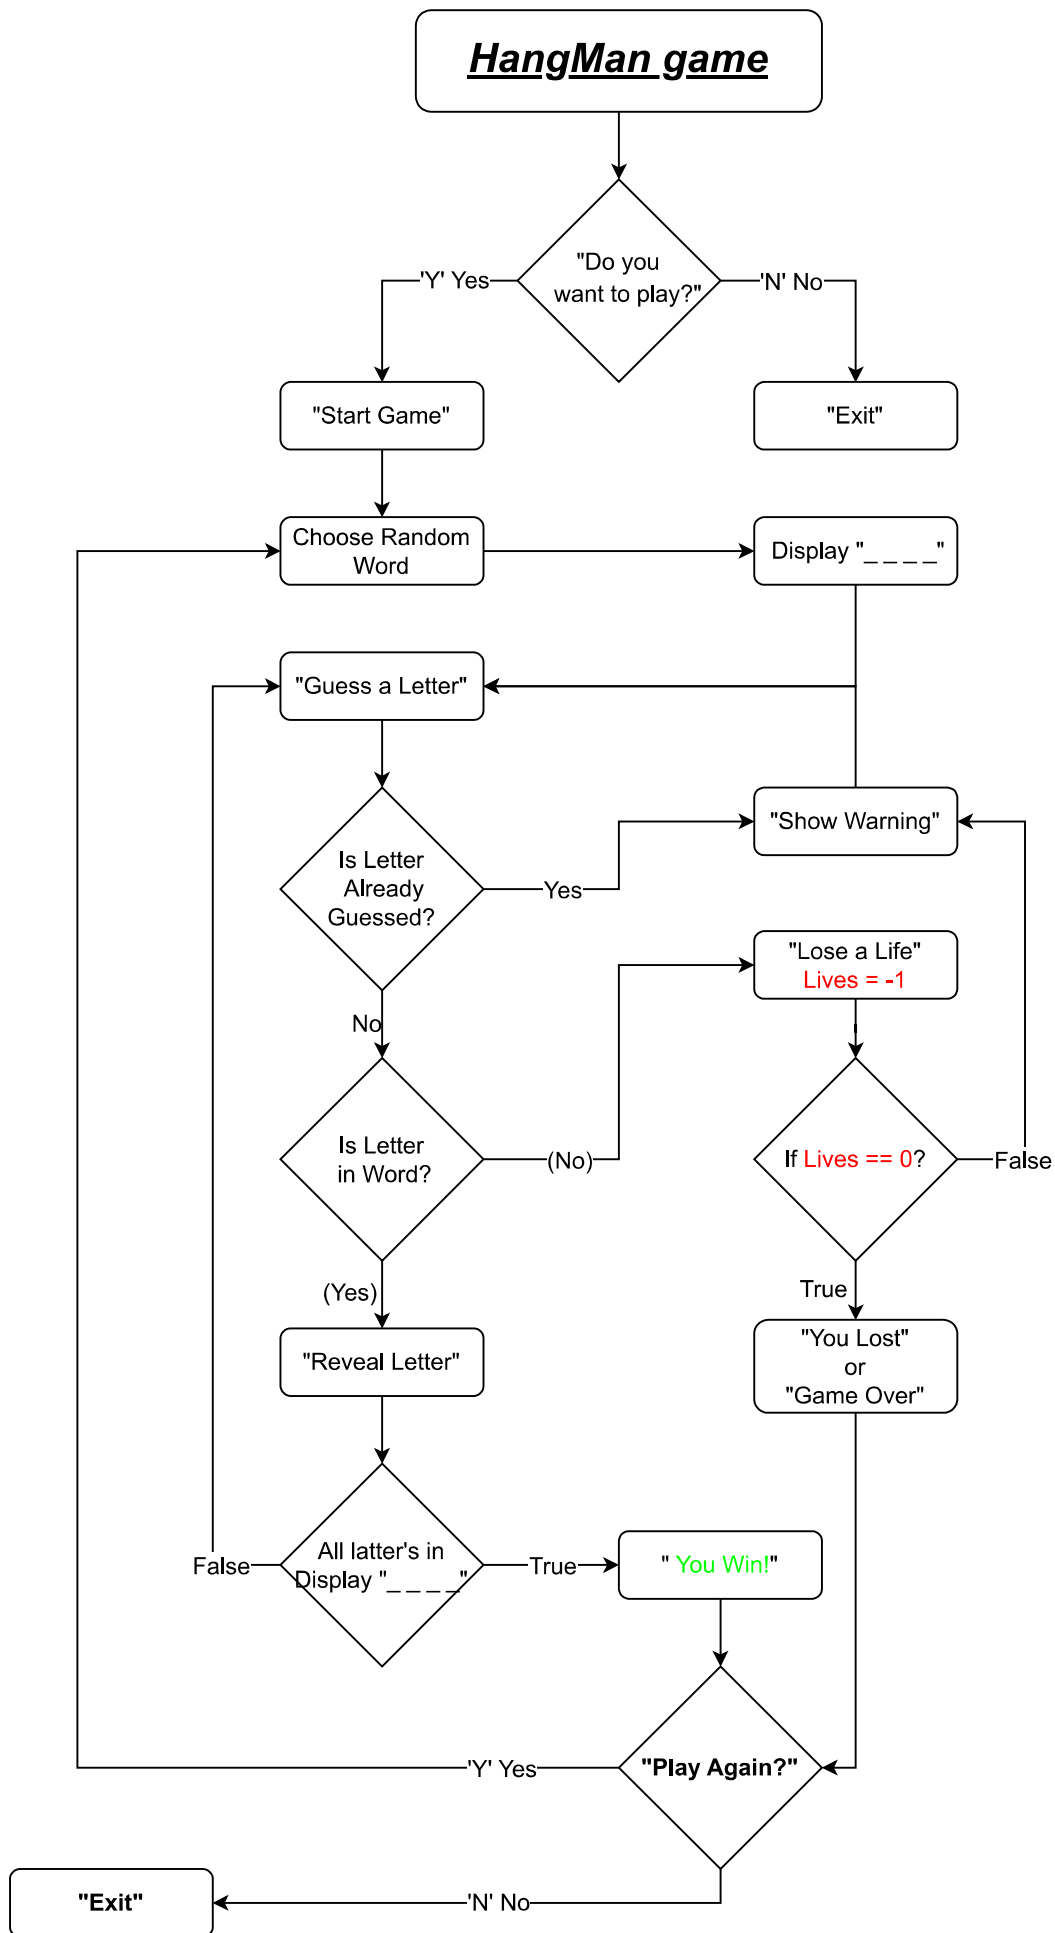 HangMan game
"Do you
want to play?"
'Y' Yes
'N' No
"Start Game"
"Exit"
Choose Random
Word
Display "_ _ _ _"
"Guess a Letter"
"Show Warning"
Is Letter
Already
Guessed?
Yes
"Lose a Life"
Lives = -1
No
Is Letter
in Word?
(No)
If Lives == 0?
False
(Yes)
True
"Reveal Letter"
"You Lost"
or
"Game Over"
False
All latter's in
Display "_ _ _ _"
True
" You Win!"
'Y' Yes
"Play Again?"
"Exit"
'N' No